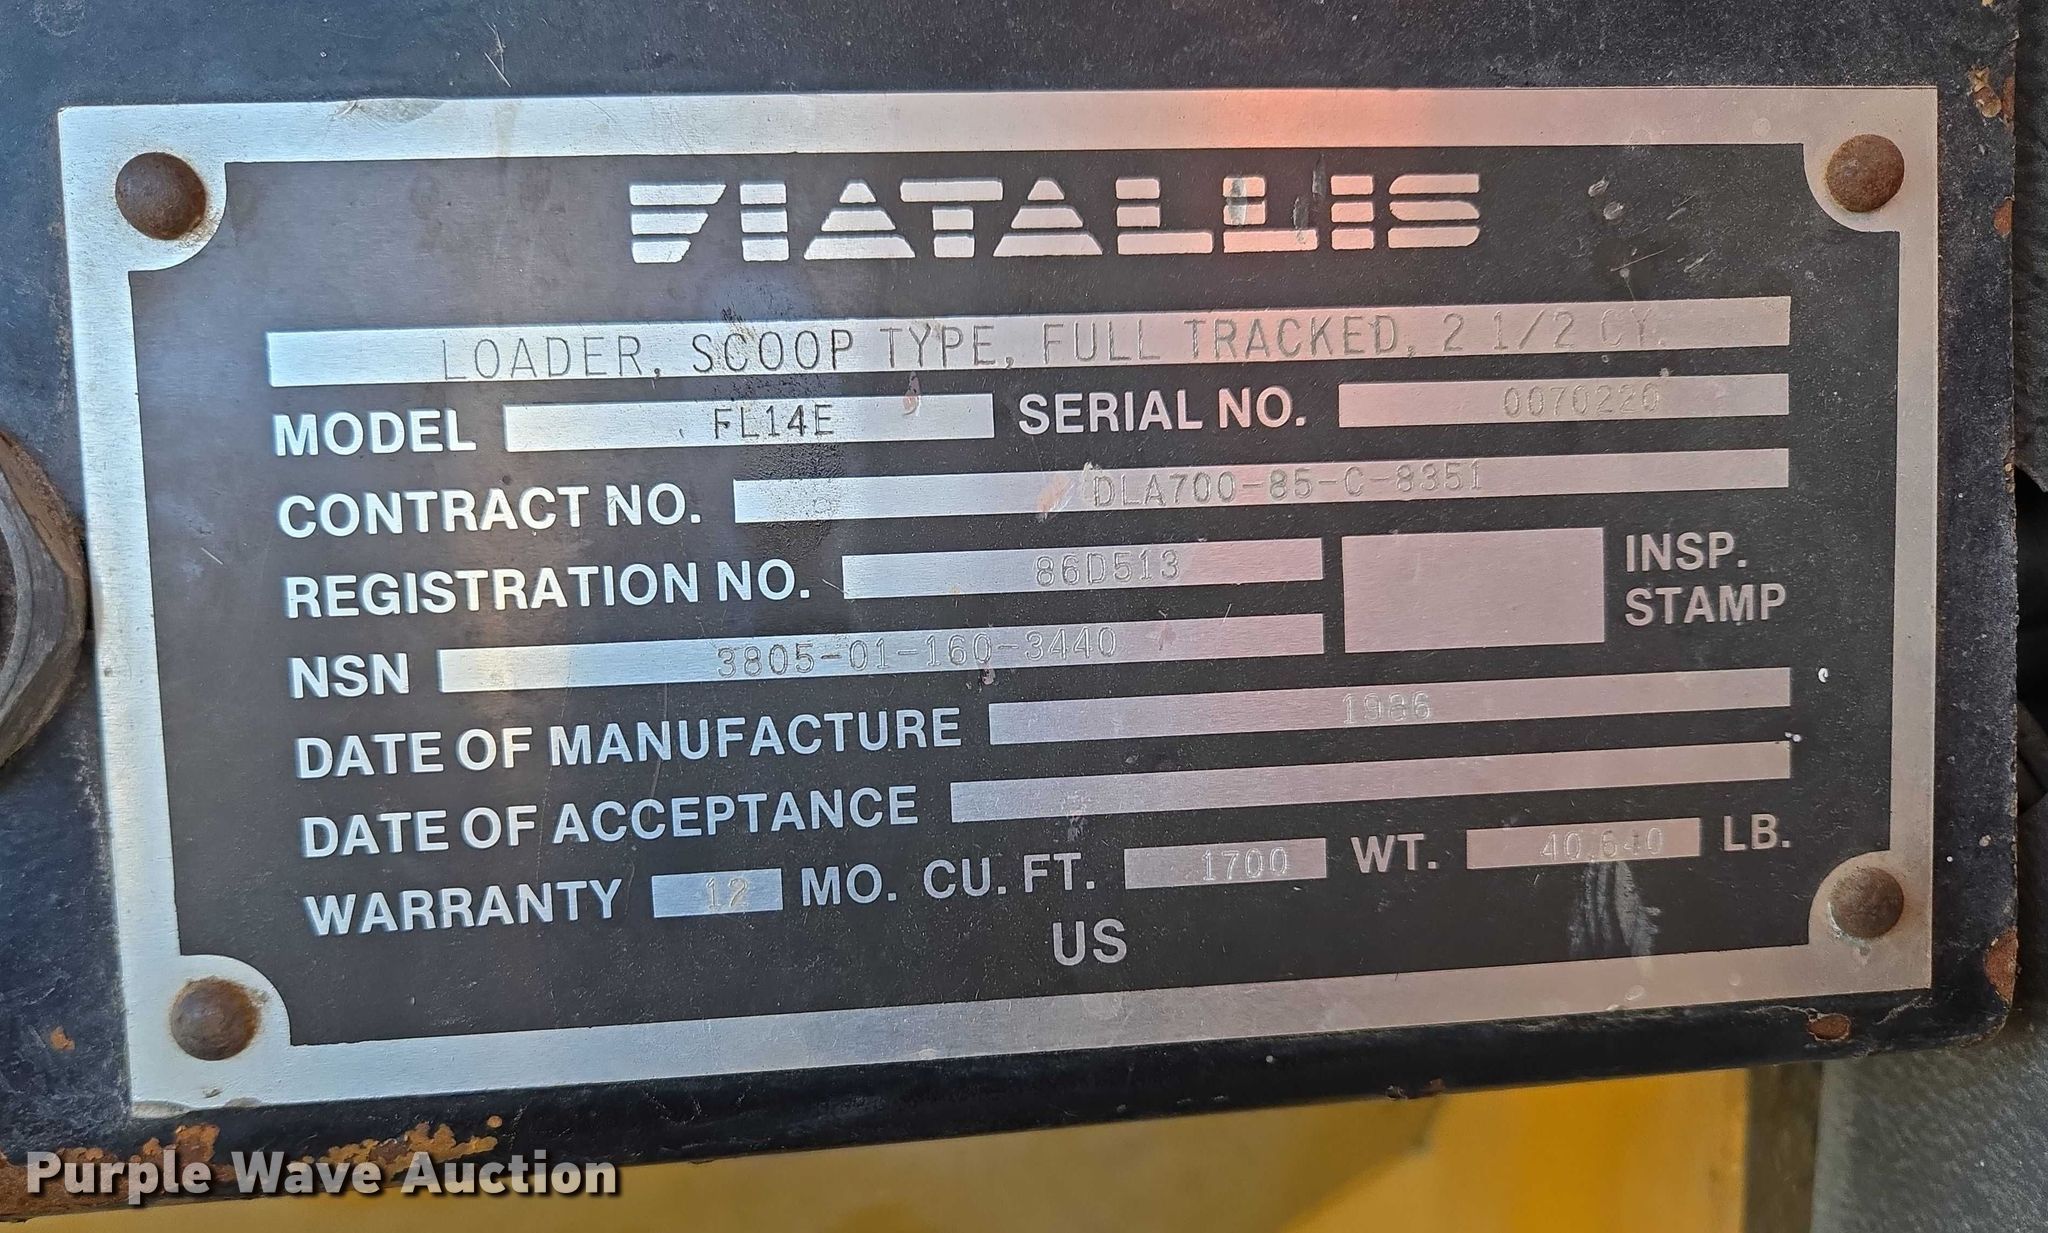 FIATALLIS
LOADER, SCOOP TYPE, FULL TRACKED, 2 1/2 CY.
MODEL FL14E SERIAL NO. 0070226
CONTRACT NO. DLA700-85-C-8351
REGISTRATION NO. 86D513 INSP. STAMP
NSN 3805-01-160-3440
DATE OF MANUFACTURE 1986
DATE OF ACCEPTANCE
WARRANTY 12 MO. CU. FT. 1700 WT. 40,640 LB.
US
Purple Wave Auction